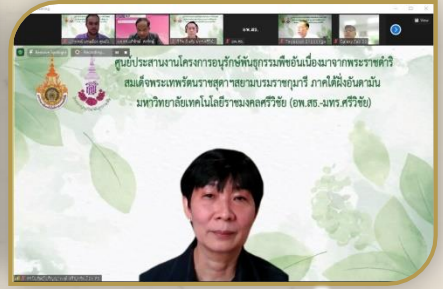 อพ.สธ.
ศูนย์ประสานงานโครงการอนุรักษ์พันธุกรรมพืชอันเนื่องมาจากพระราชดำริ
สมเด็จพระเทพรัตนราชสุดาฯสยามบรมราชกุมารี ภาคใต้ฝั่งอันดามัน
มหาวิทยาลัยเทคโนโลยีราชมงคลศรีวิชัย (อพ.สธ.-มทร.ศรีวิชัย)